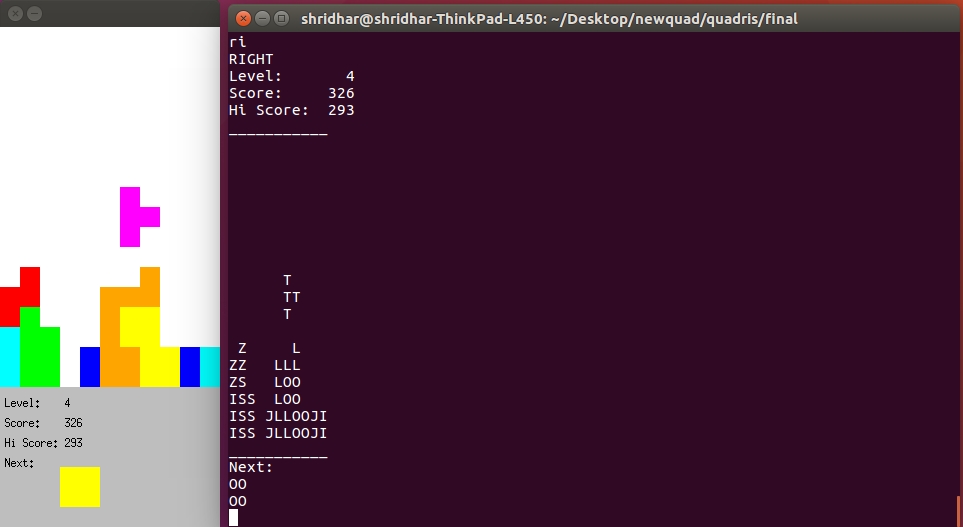 shridhar@shridhar-ThinkPad-L450: ~/Desktop/newquad/quadris/final
ri
RIGHT
Level:       4
Score:     326
Hi Score:  293
___________
      T
      TT
      T
 Z     L
ZZ   LLL
ZS   LOO
ISS  LOO
ISS JLLOOJI
ISS JLLOOJI
___________
Next:
OO
OO
Level:    4
Score:    326
Hi Score: 293
Next: